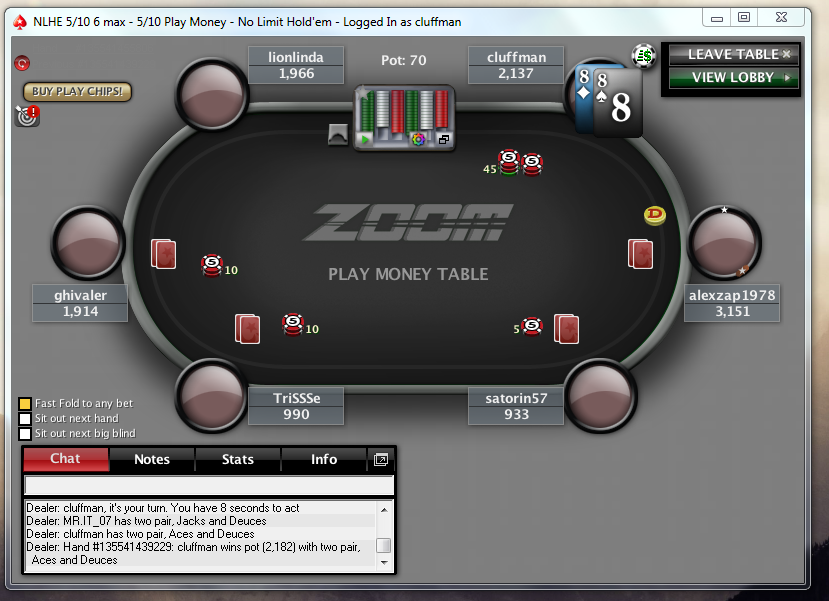 NLHE 5/10 6 max - 5/10 Play Money - No Limit Hold'em - Logged In as cluffman
lionlinda
1,966
Pot: 70
cluffman
2,137
LEAVE TABLE
VIEW LOBBY
BUY PLAY CHIPS!
8
8
8
45
D
ZOOM
PLAY MONEY TABLE
10
ghivaler
1,914
alexzap1978
3,151
10
5
TriSSSe
990
satorin57
933
Fast Fold to any bet
Sit out next hand
Sit out next big blind
Chat Notes Stats Info
Dealer: cluffman, it's your turn. You have 8 seconds to act
Dealer: MR.IT_07 has two pair, Jacks and Deuces
Dealer: cluffman has two pair, Aces and Deuces
Dealer: Hand #135541439229: cluffman wins pot (2,182) with two pair,
Aces and Deuces